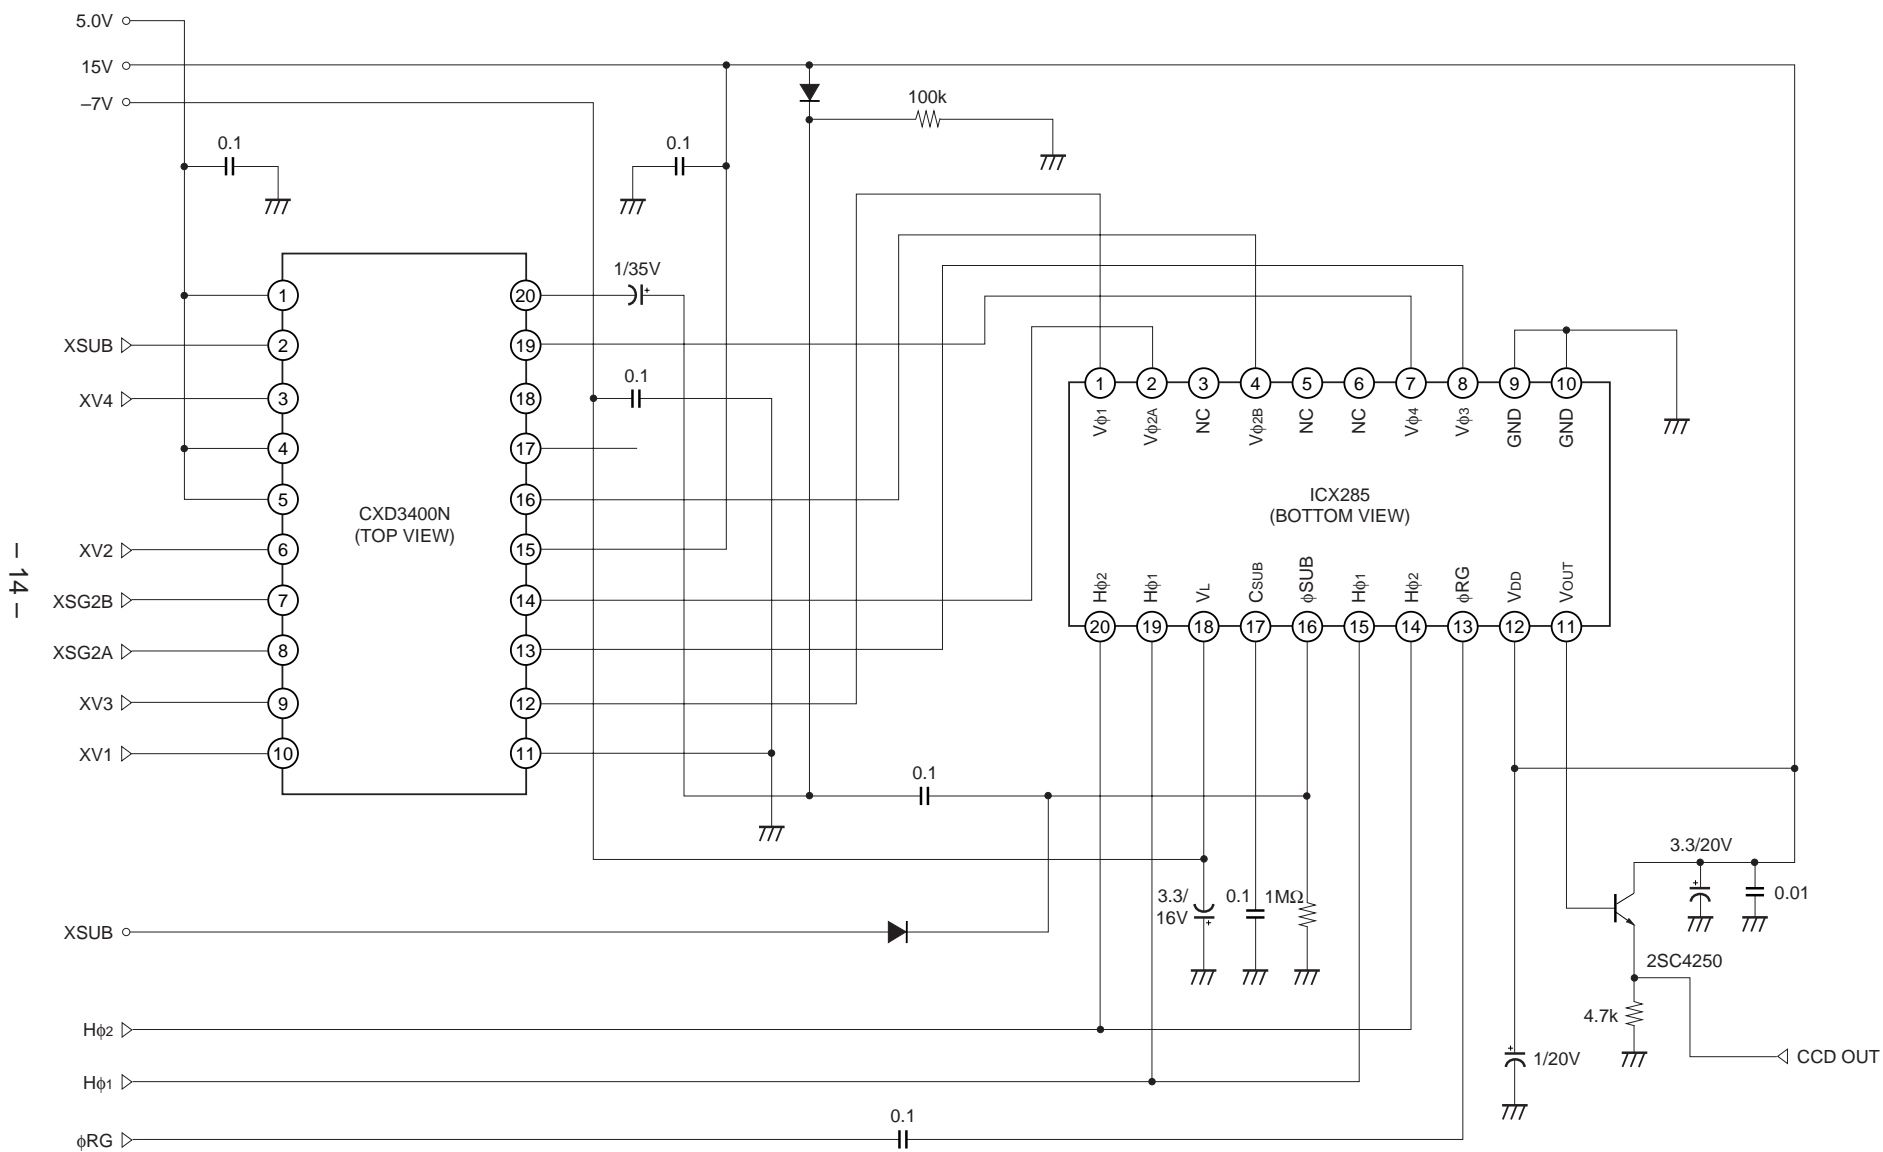 5.0V
15V
–7V
100k
0.1
0.1
1/35V
0.1
CXD3400N
(TOP VIEW)
1
2
3
4
5
6
7
8
9
10
20
19
18
17
16
15
14
13
12
11
XSUB
XV4
XV2
XSG2B
XSG2A
XV3
XV1
1 2 3 4 5 6 7 8 9 10
Vϕ1 Vϕ2A NC Vϕ2B NC NC Vϕ4 Vϕ3 GND GND
ICX285
(BOTTOM VIEW)
Hϕ2 Hϕ1 VL CSUB ϕSUB Hϕ1 Hϕ2 ϕRG VDD VOUT
20 19 18 17 16 15 14 13 12 11
– 14 –
0.1
3.3/20V
0.01
3.3/
16V
0.1
1MΩ
XSUB
2SC4250
4.7k
Hϕ2
1/20V
CCD OUT
Hϕ1
0.1
ϕRG